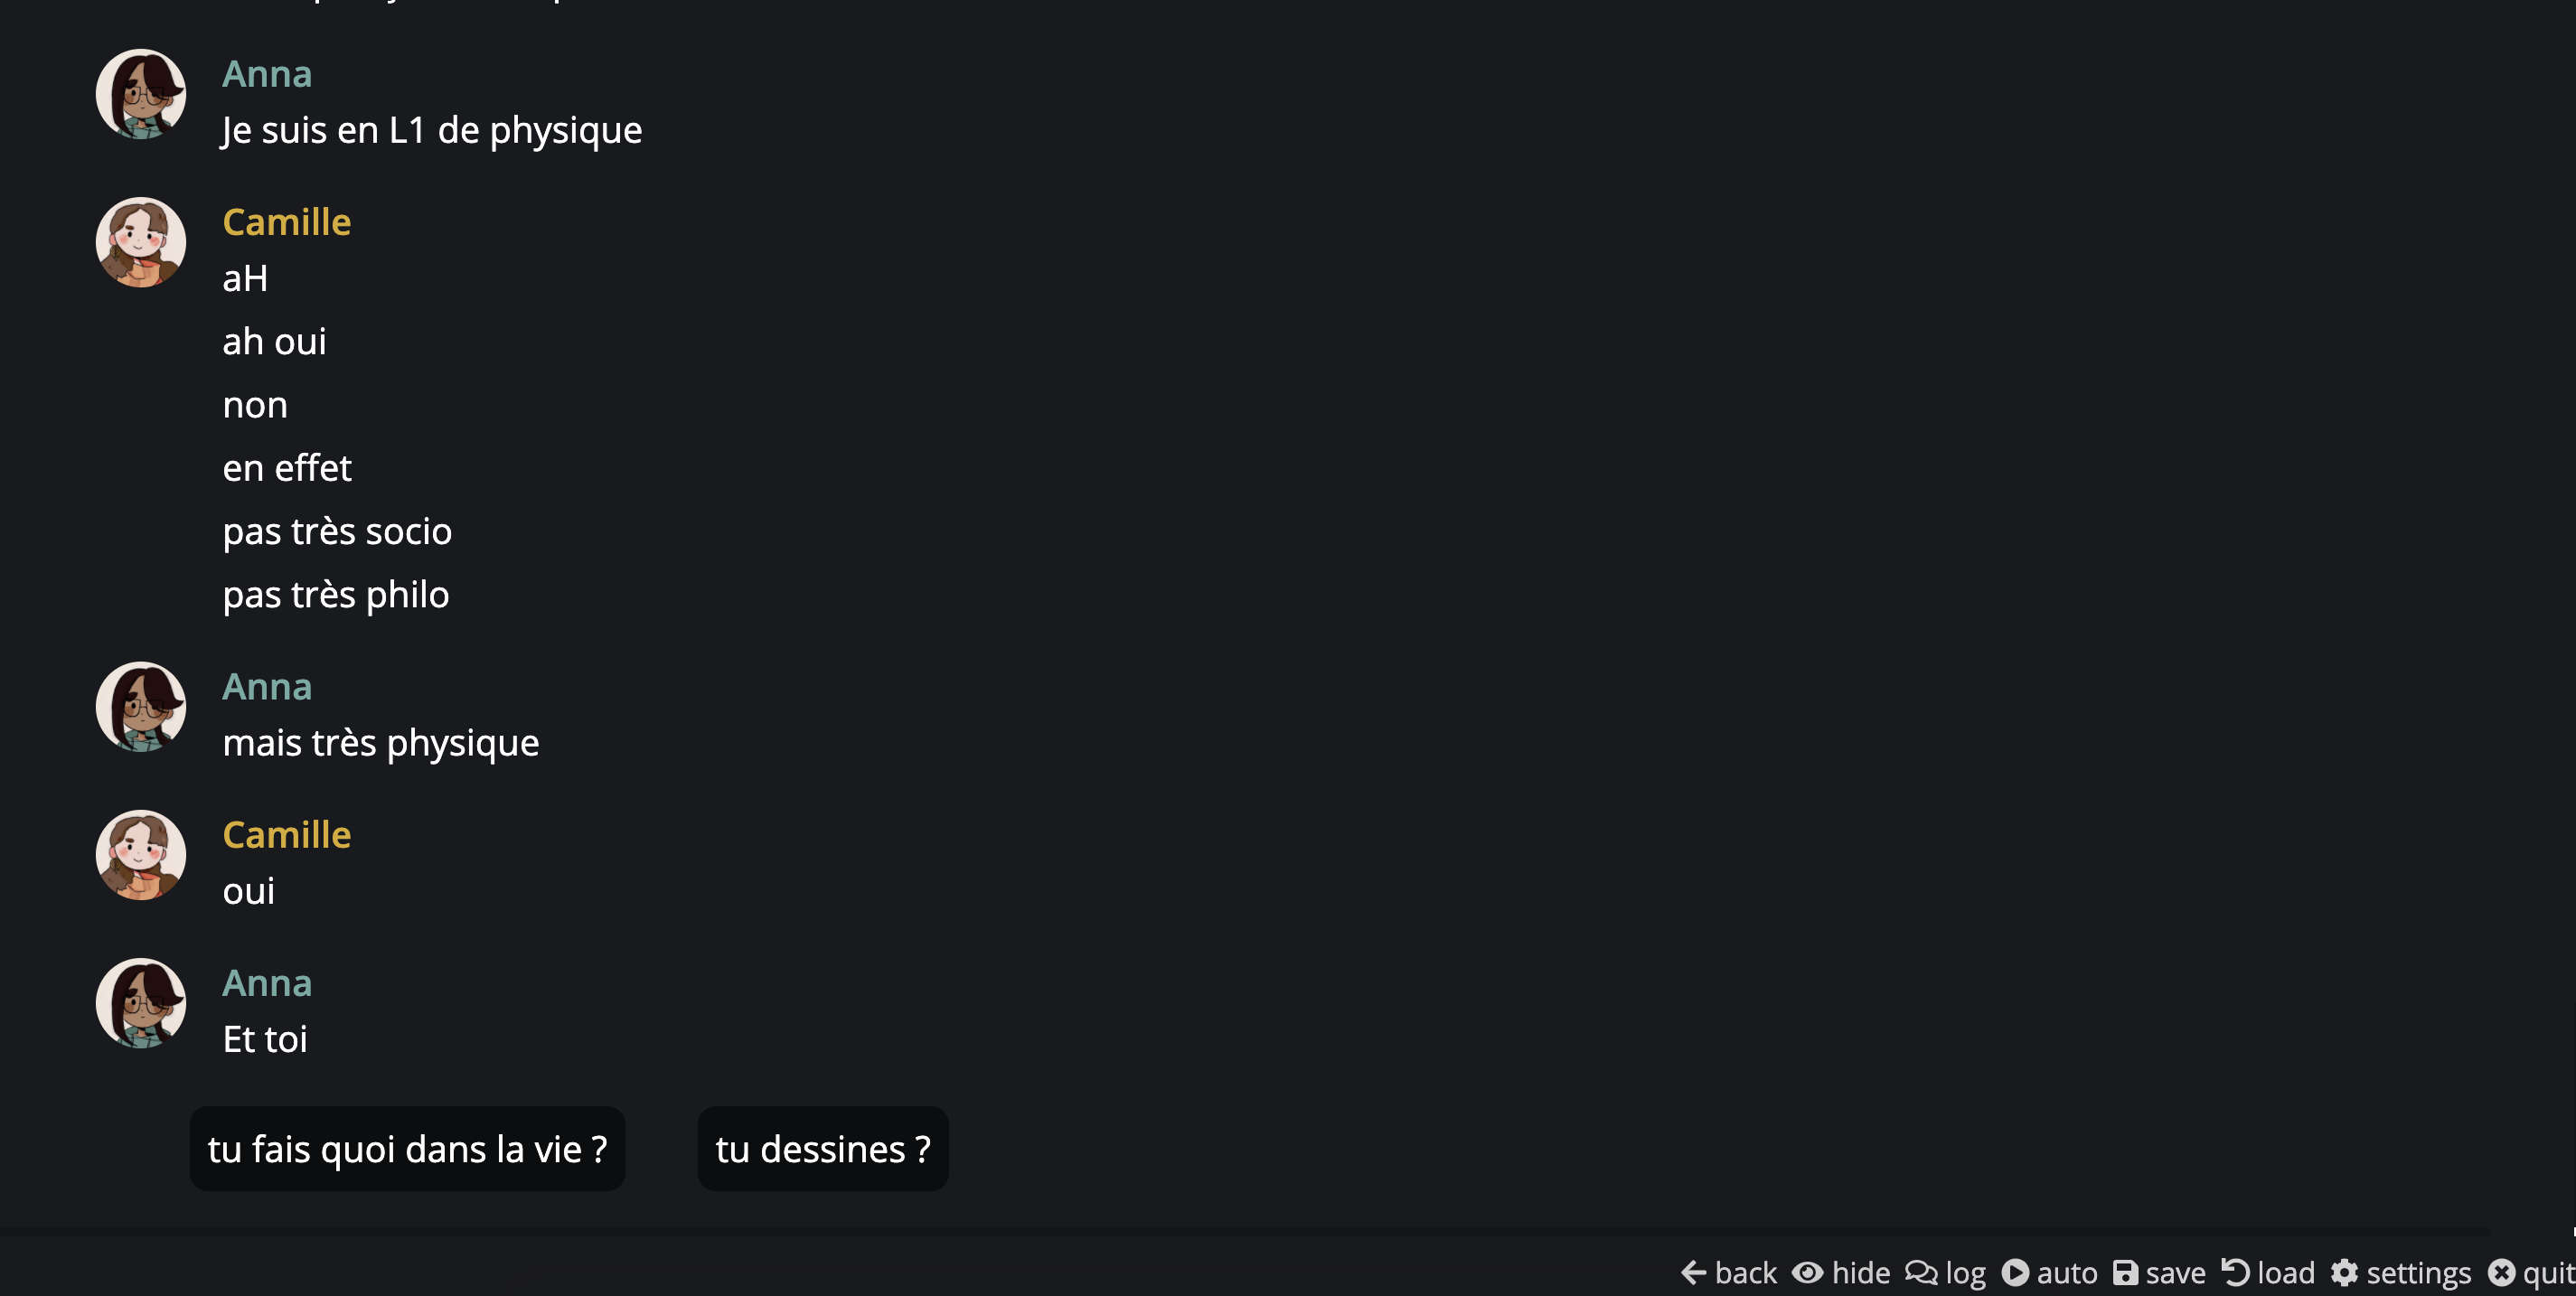 Anna
Je suis en L1 de physique
Camille
aH
ah oui
non
en effet
pas très socio
pas très philo
Anna
mais très physique
Camille
oui
Anna
Et toi
tu fais quoi dans la vie ? tu dessines ?
back hide log auto save load settings quit